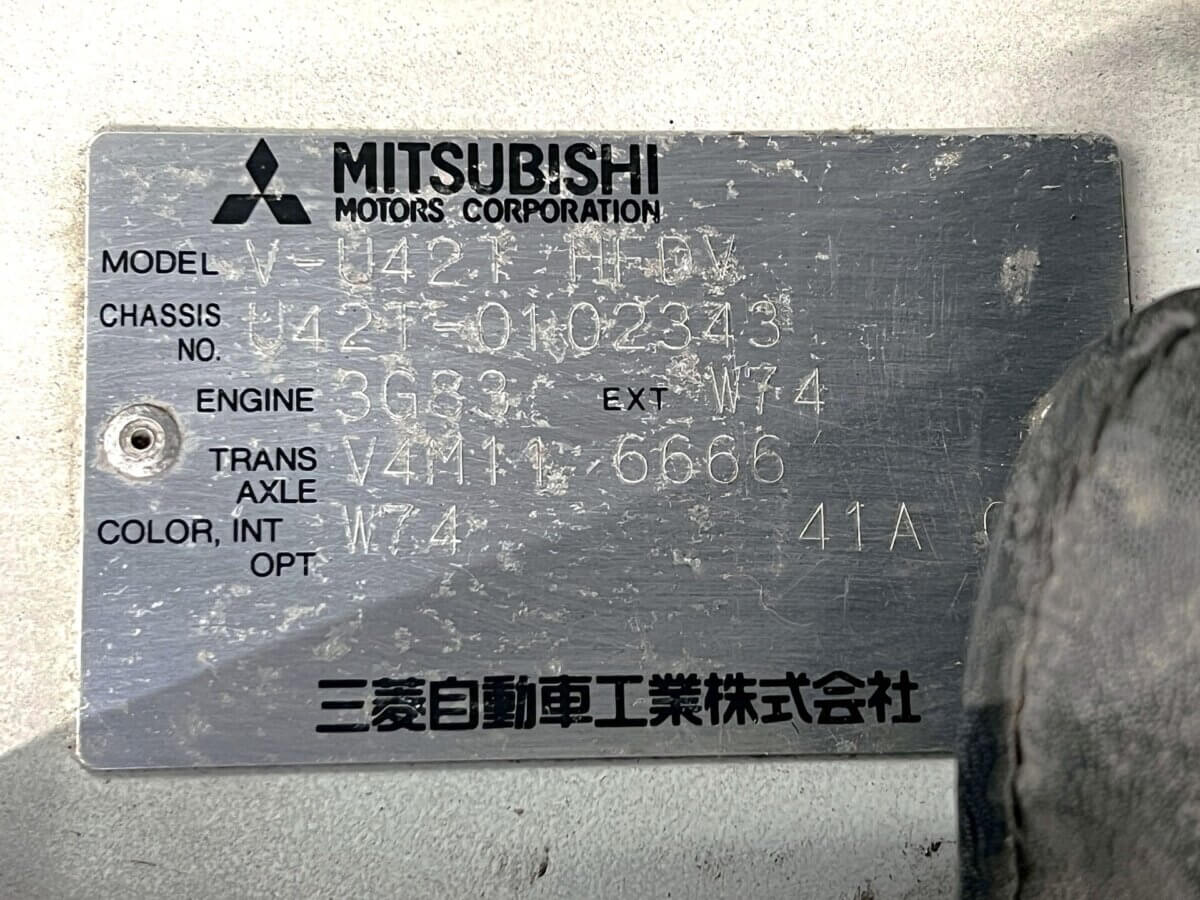 MITSUBISHI
MOTORS CORPORATION
MODEL V-U42T HFDV
CHASSIS NO. U42T-0102343
ENGINE 3G83 EXT W74
TRANS AXLE V4M11 6666
COLOR, INT OPT W74 41A
三菱自動車工業株式会社